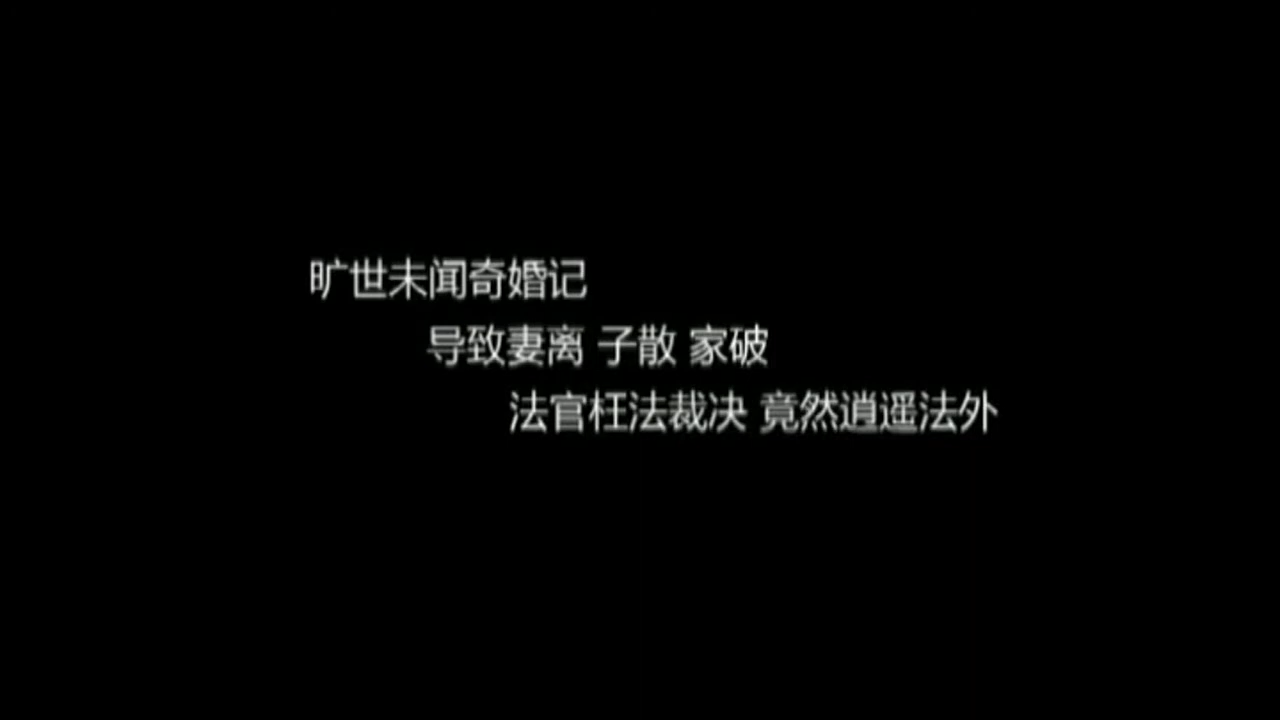 旷世未闻奇婚记
导致妻离 子散 家破
法官枉法裁决 竟然逍遥法外